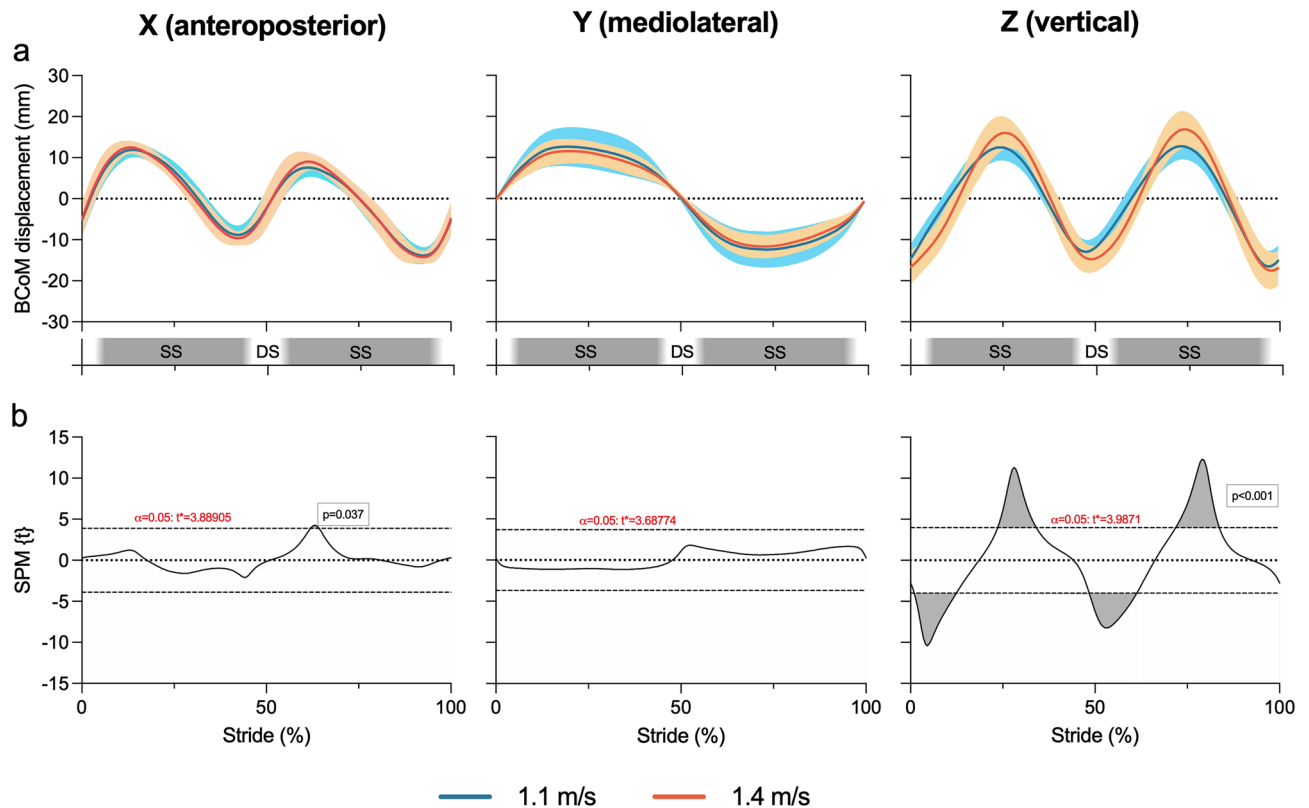 X (anteroposterior) Y (mediolateral) Z (vertical)
a
BCoM displacement (mm)
30
20
10
0
-10
-20
-30
SS DS SS SS DS SS SS DS SS
b
SPM {t}
15
10
5
0
-5
-10
-15
α=0.05: t*=3.88905
p=0.037
α=0.05: t*=3.68774
α=0.05: t*=3.9871
p<0.001
0 50 100 0 50 100 0 50 100
Stride (%) Stride (%) Stride (%)
1.1 m/s 1.4 m/s